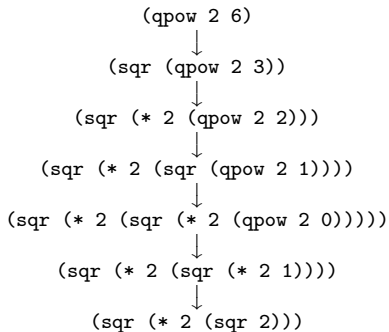 (qpow 2 6)
(sqr (qpow 2 3))
(sqr (* 2 (qpow 2 2)))
(sqr (* 2 (sqr (qpow 2 1))))
(sqr (* 2 (sqr (* 2 (qpow 2 0)))))
(sqr (* 2 (sqr (* 2 1))))
(sqr (* 2 (sqr 2)))